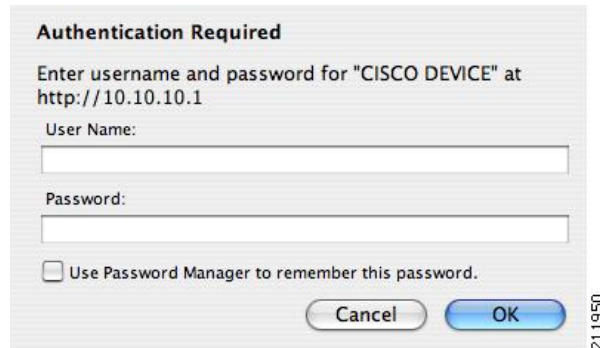 Authentication Required
Enter username and password for "CISCO DEVICE" at
http://10.10.10.1
User Name:
Password:
Use Password Manager to remember this password.
Cancel OK
211950